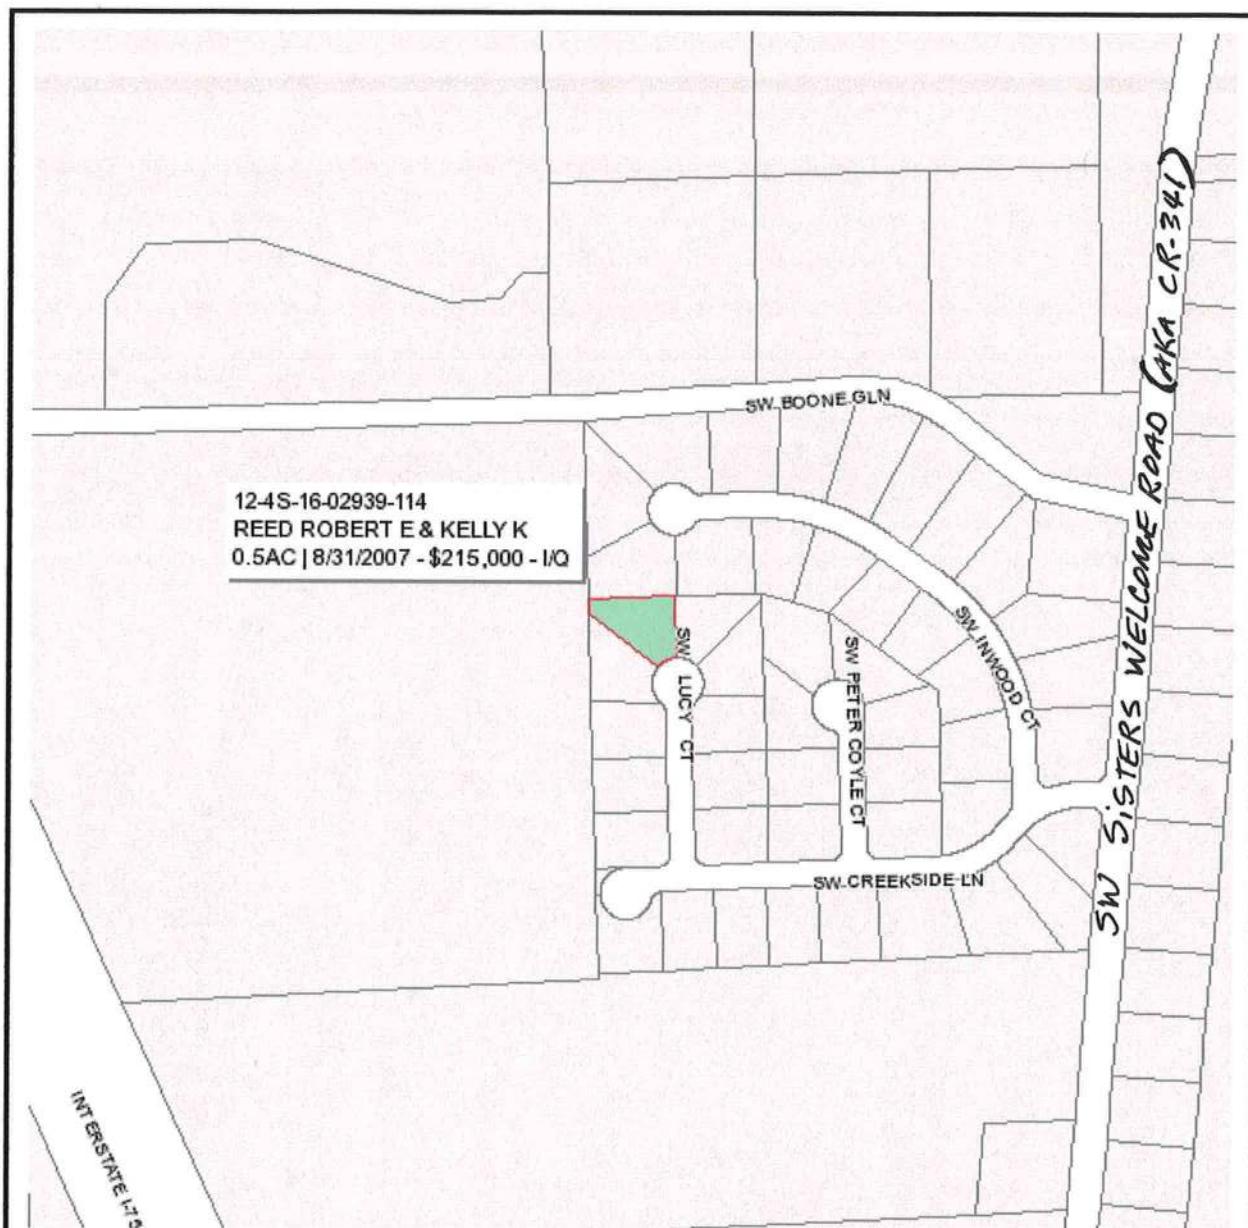 SW BOONE GLN
SW SiSTERS WELCOME ROAD (AKA CR-341)
12-4S-16-02939-114
REED ROBERT E & KELLY K
0.5AC | 8/31/2007 - $215,000 - I/Q
SW INWOOD CT
SW LUCY CT
SW PETER COYLE CT
SW CREEKSIDE LN
INTERSTATE I-75